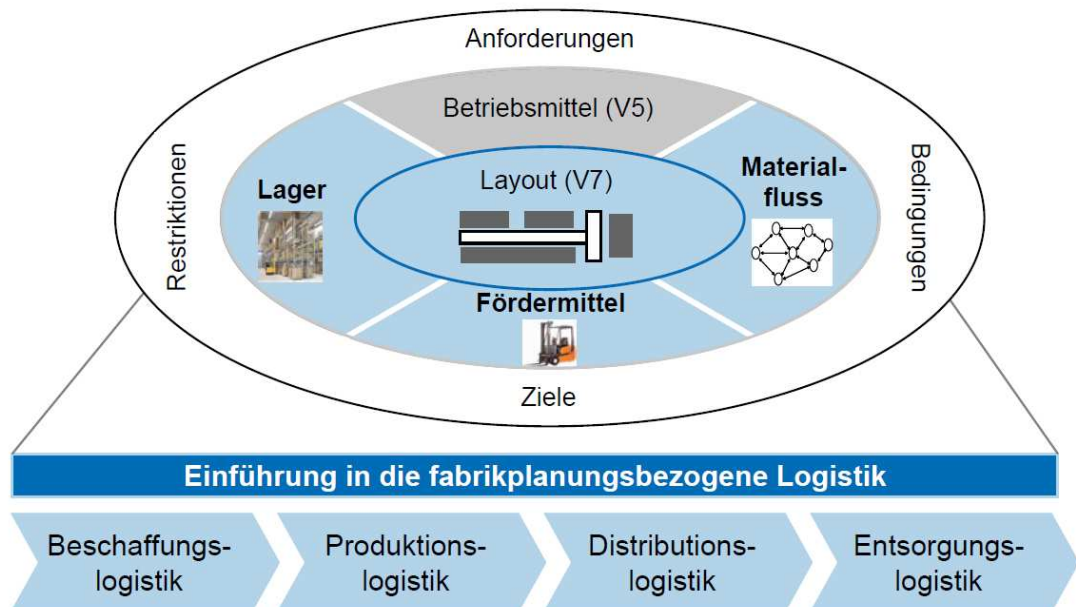 Anforderungen
Betriebsmittel (V5)
Restriktionen
Bedingungen
Lager
Layout (V7)
Material-
fluss
Fördermittel
Ziele
Einführung in die fabrikplanungsbezogene Logistik
Beschaffungs-
logistik
Produktions-
logistik
Distributions-
logistik
Entsorgungs-
logistik